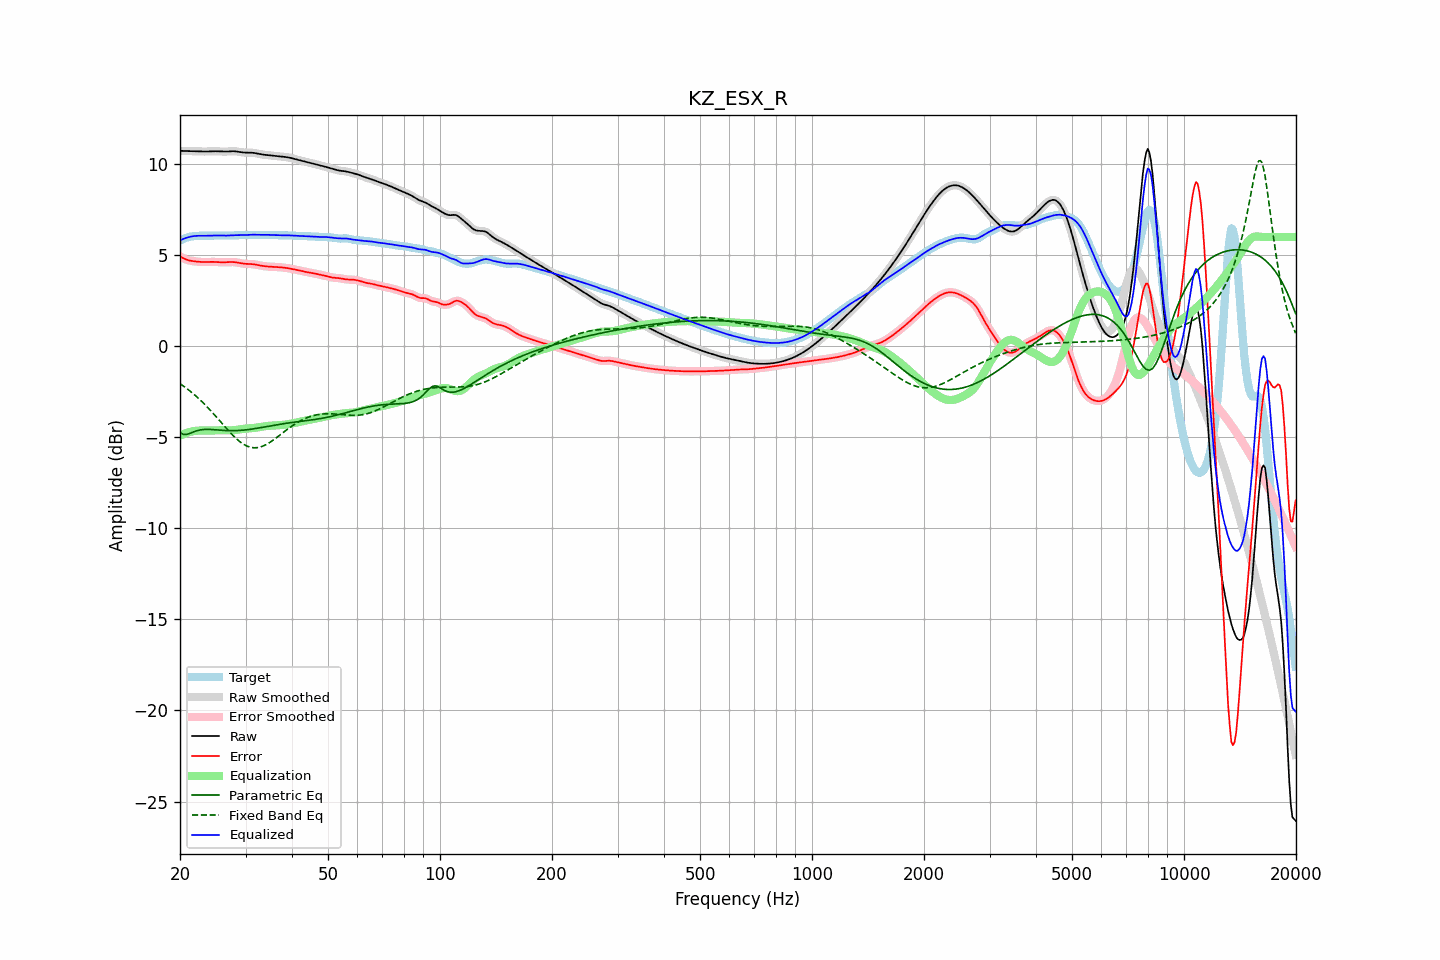 KZ_ESX_R
10
5
0
−5
−10
−15
−20
−25
Amplitude (dBr)
Target
Raw Smoothed
Error Smoothed
Raw
Error
Equalization
Parametric Eq
Fixed Band Eq
Equalized
20 50 100 200 500 1000 2000 5000 10000 20000
Frequency (Hz)